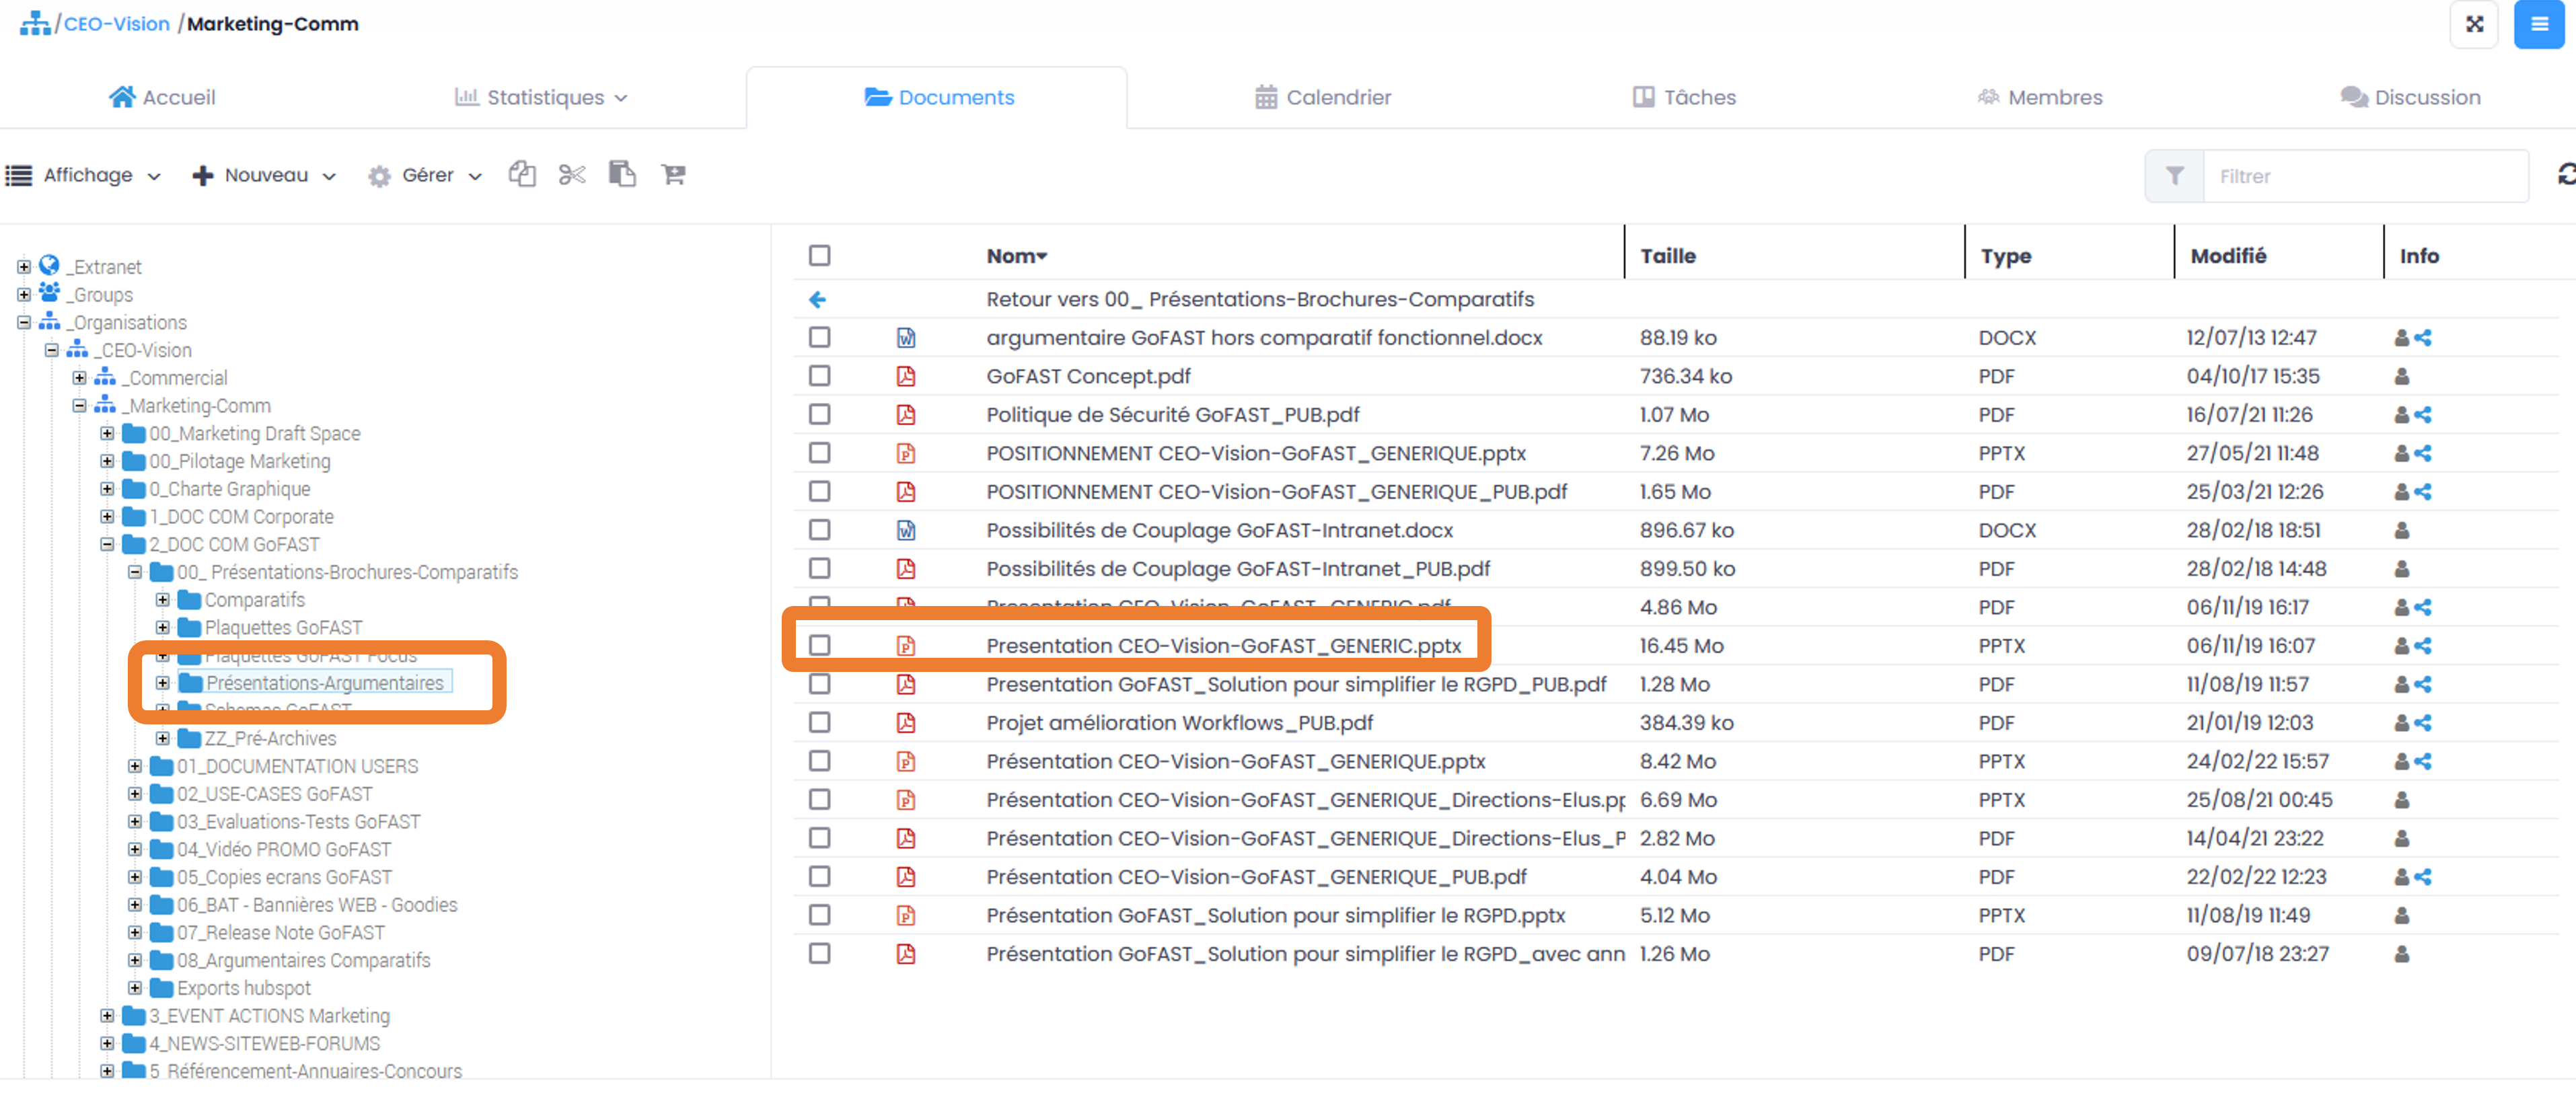 /CEO-Vision /Marketing-Comm
Accueil
Statistiques
Documents
Calendrier
Tâches
Membres
Discussion
Affichage
Nouveau
Gérer
Filtrer
_Extranet
_Groups
_Organisations
_CEO-Vision
_Commercial
_Marketing-Comm
00_Marketing Draft Space
00_Pilotage Marketing
0_Charte Graphique
1_DOC COM Corporate
2_DOC COM GoFAST
00_ Présentations-Brochures-Comparatifs
Comparatifs
Plaquettes GoFAST
Plaquettes GoFAST Focus
Présentations-Argumentaires
Schemas GoFAST
ZZ_Pré-Archives
01_DOCUMENTATION USERS
02_USE-CASES GoFAST
03_Evaluations-Tests GoFAST
04_Vidéo PROMO GoFAST
05_Copies ecrans GoFAST
06_BAT - Bannières WEB - Goodies
07_Release Note GoFAST
08_Argumentaires Comparatifs
Exports hubspot
3_EVENT ACTIONS Marketing
4_NEWS-SITEWEB-FORUMS
5_Référencement-Annuaires-Concours
Nom Taille Type Modifié Info
Retour vers 00_ Présentations-Brochures-Comparatifs
argumentaire GoFAST hors comparatif fonctionnel.docx 88.19 ko DOCX 12/07/13 12:47
GoFAST Concept.pdf 736.34 ko PDF 04/10/17 15:35
Politique de Sécurité GoFAST_PUB.pdf 1.07 Mo PDF 16/07/21 11:26
POSITIONNEMENT CEO-Vision-GoFAST_GENERIQUE.pptx 7.26 Mo PPTX 27/05/21 11:48
POSITIONNEMENT CEO-Vision-GoFAST_GENERIQUE_PUB.pdf 1.65 Mo PDF 25/03/21 12:26
Possibilités de Couplage GoFAST-Intranet.docx 896.67 ko DOCX 28/02/18 18:51
Possibilités de Couplage GoFAST-Intranet_PUB.pdf 899.50 ko PDF 28/02/18 14:48
Presentation CEO-Vision-GoFAST_GENERIC.pdf 4.86 Mo PDF 06/11/19 16:17
Presentation CEO-Vision-GoFAST_GENERIC.pptx 16.45 Mo PPTX 06/11/19 16:07
Presentation GoFAST_Solution pour simplifier le RGPD_PUB.pdf 1.28 Mo PDF 11/08/19 11:57
Projet amélioration Workflows_PUB.pdf 384.39 ko PDF 21/01/19 12:03
Présentation CEO-Vision-GoFAST_GENERIQUE.pptx 8.42 Mo PPTX 24/02/22 15:57
Présentation CEO-Vision-GoFAST_GENERIQUE_Directions-Elus.pp 6.69 Mo PPTX 25/08/21 00:45
Présentation CEO-Vision-GoFAST_GENERIQUE_Directions-Elus_P 2.82 Mo PDF 14/04/21 23:22
Présentation CEO-Vision-GoFAST_GENERIQUE_PUB.pdf 4.04 Mo PDF 22/02/22 12:23
Présentation GoFAST_Solution pour simplifier le RGPD.pptx 5.12 Mo PPTX 11/08/19 11:49
Présentation GoFAST_Solution pour simplifier le RGPD_avec ann 1.26 Mo PDF 09/07/18 23:27